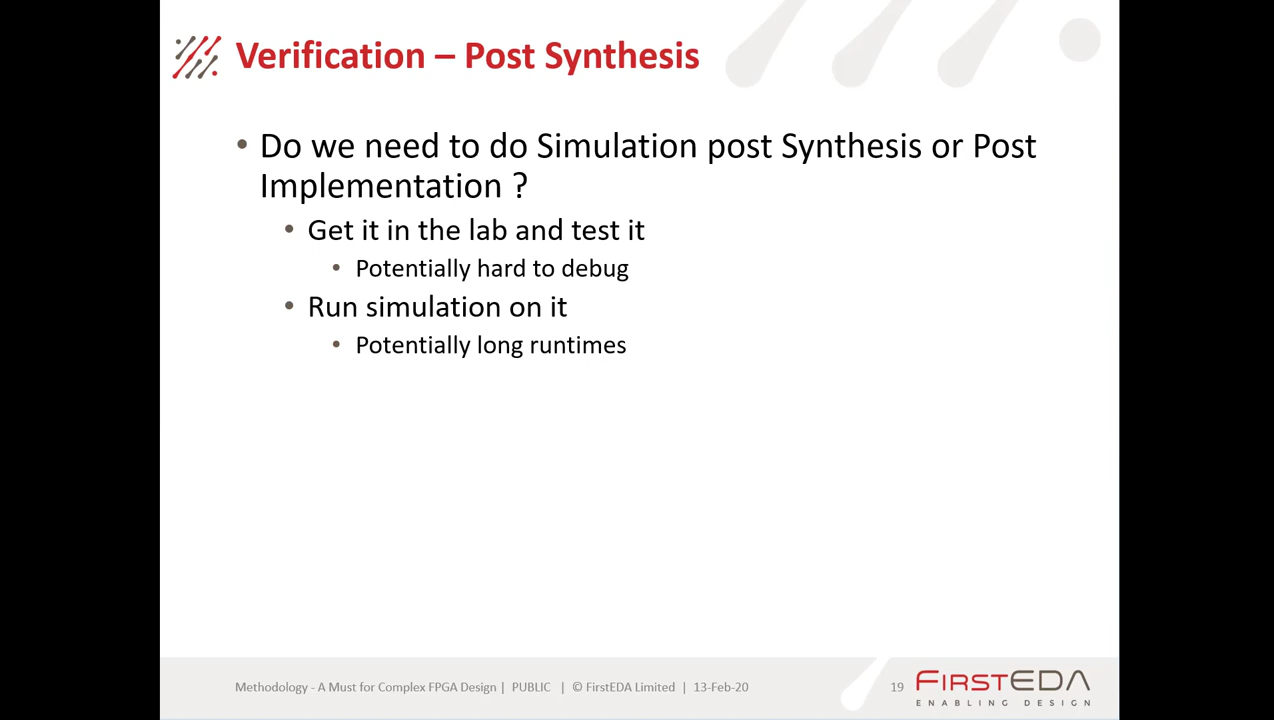 Verification – Post Synthesis
• Do we need to do Simulation post Synthesis or Post
Implementation ?
• Get it in the lab and test it
• Potentially hard to debug
• Run simulation on it
• Potentially long runtimes
Methodology - A Must for Complex FPGA Design | PUBLIC | © FirstEDA Limited | 13-Feb-20
19
FIRSTEDA
ENABLING DESIGN